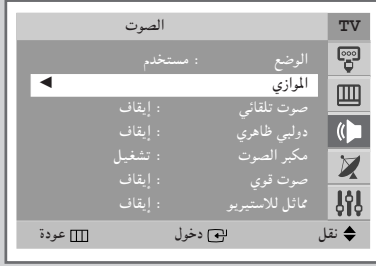 TV الصوت
الوضع : مستخدم
الموازي
صوت تلقائي : إيقاف
دولبي ظاهري : إيقاف
مكبر الصوت : تشغيل
صوت قوي : إيقاف
مماثل للاستيريو : إيقاف
نقل دخول عودة